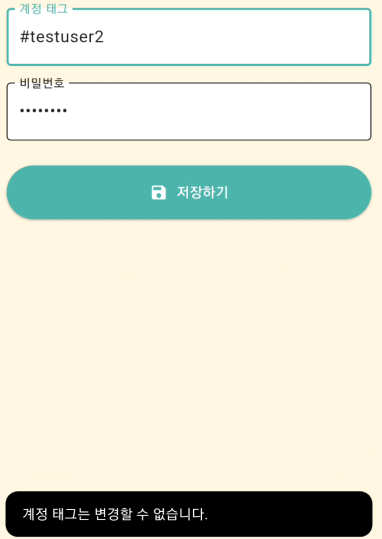 계정 태그
#testuser2
비밀번호
••••••••
저장하기
계정 태그는 변경할 수 없습니다.